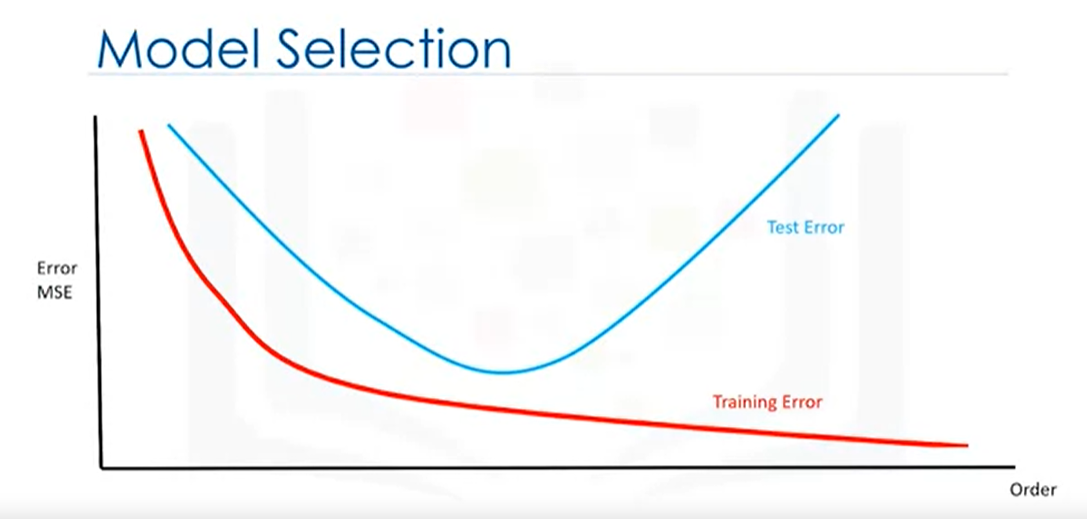 Model Selection
Test Error
Error
MSE
Training Error
Order